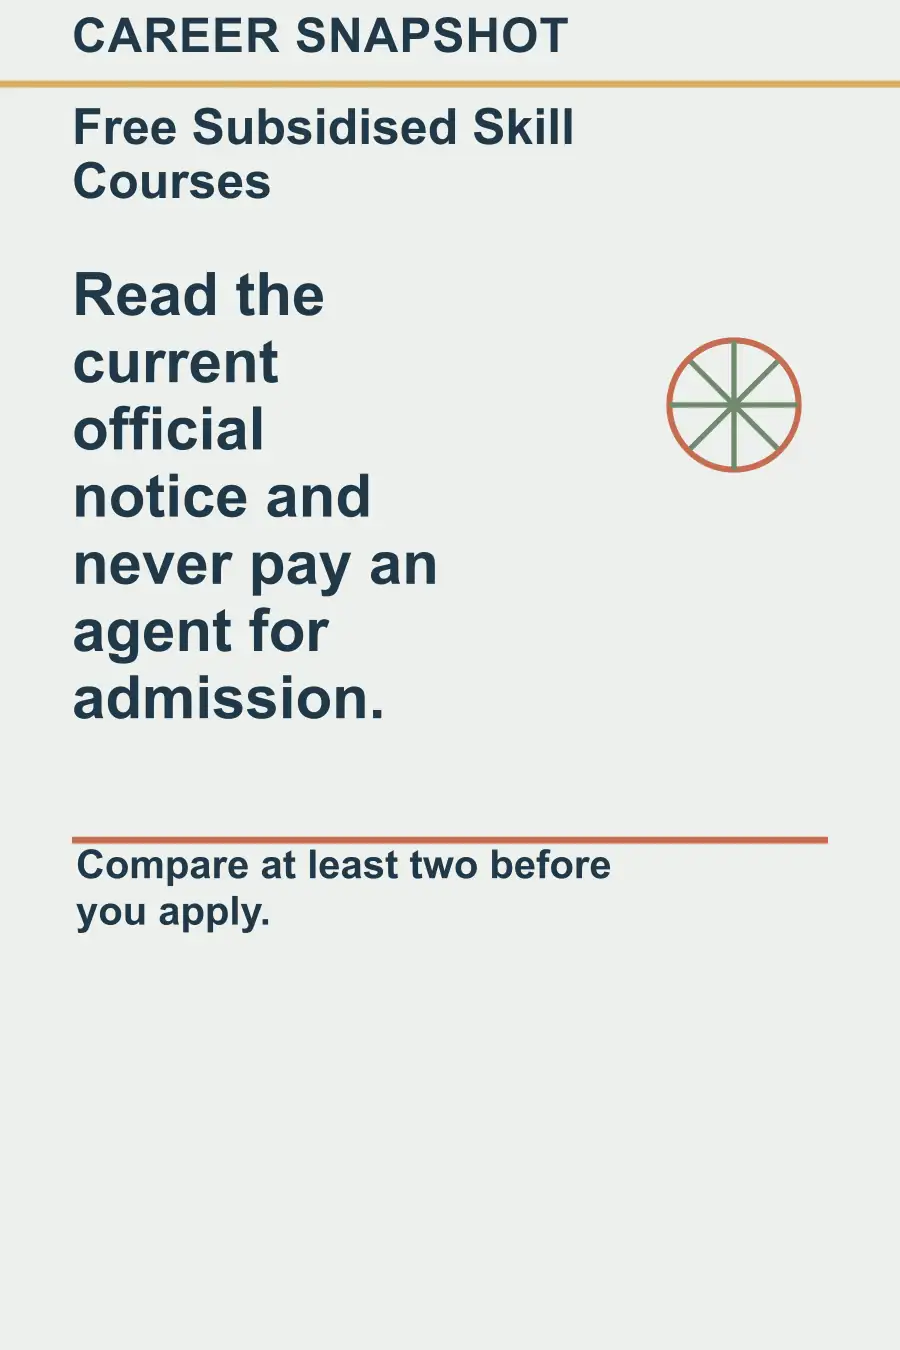 CAREER SNAPSHOT
Free Subsidised Skill
Courses
Read the
current
official
notice and
never pay an
agent for
admission.
Compare at least two before
you apply.